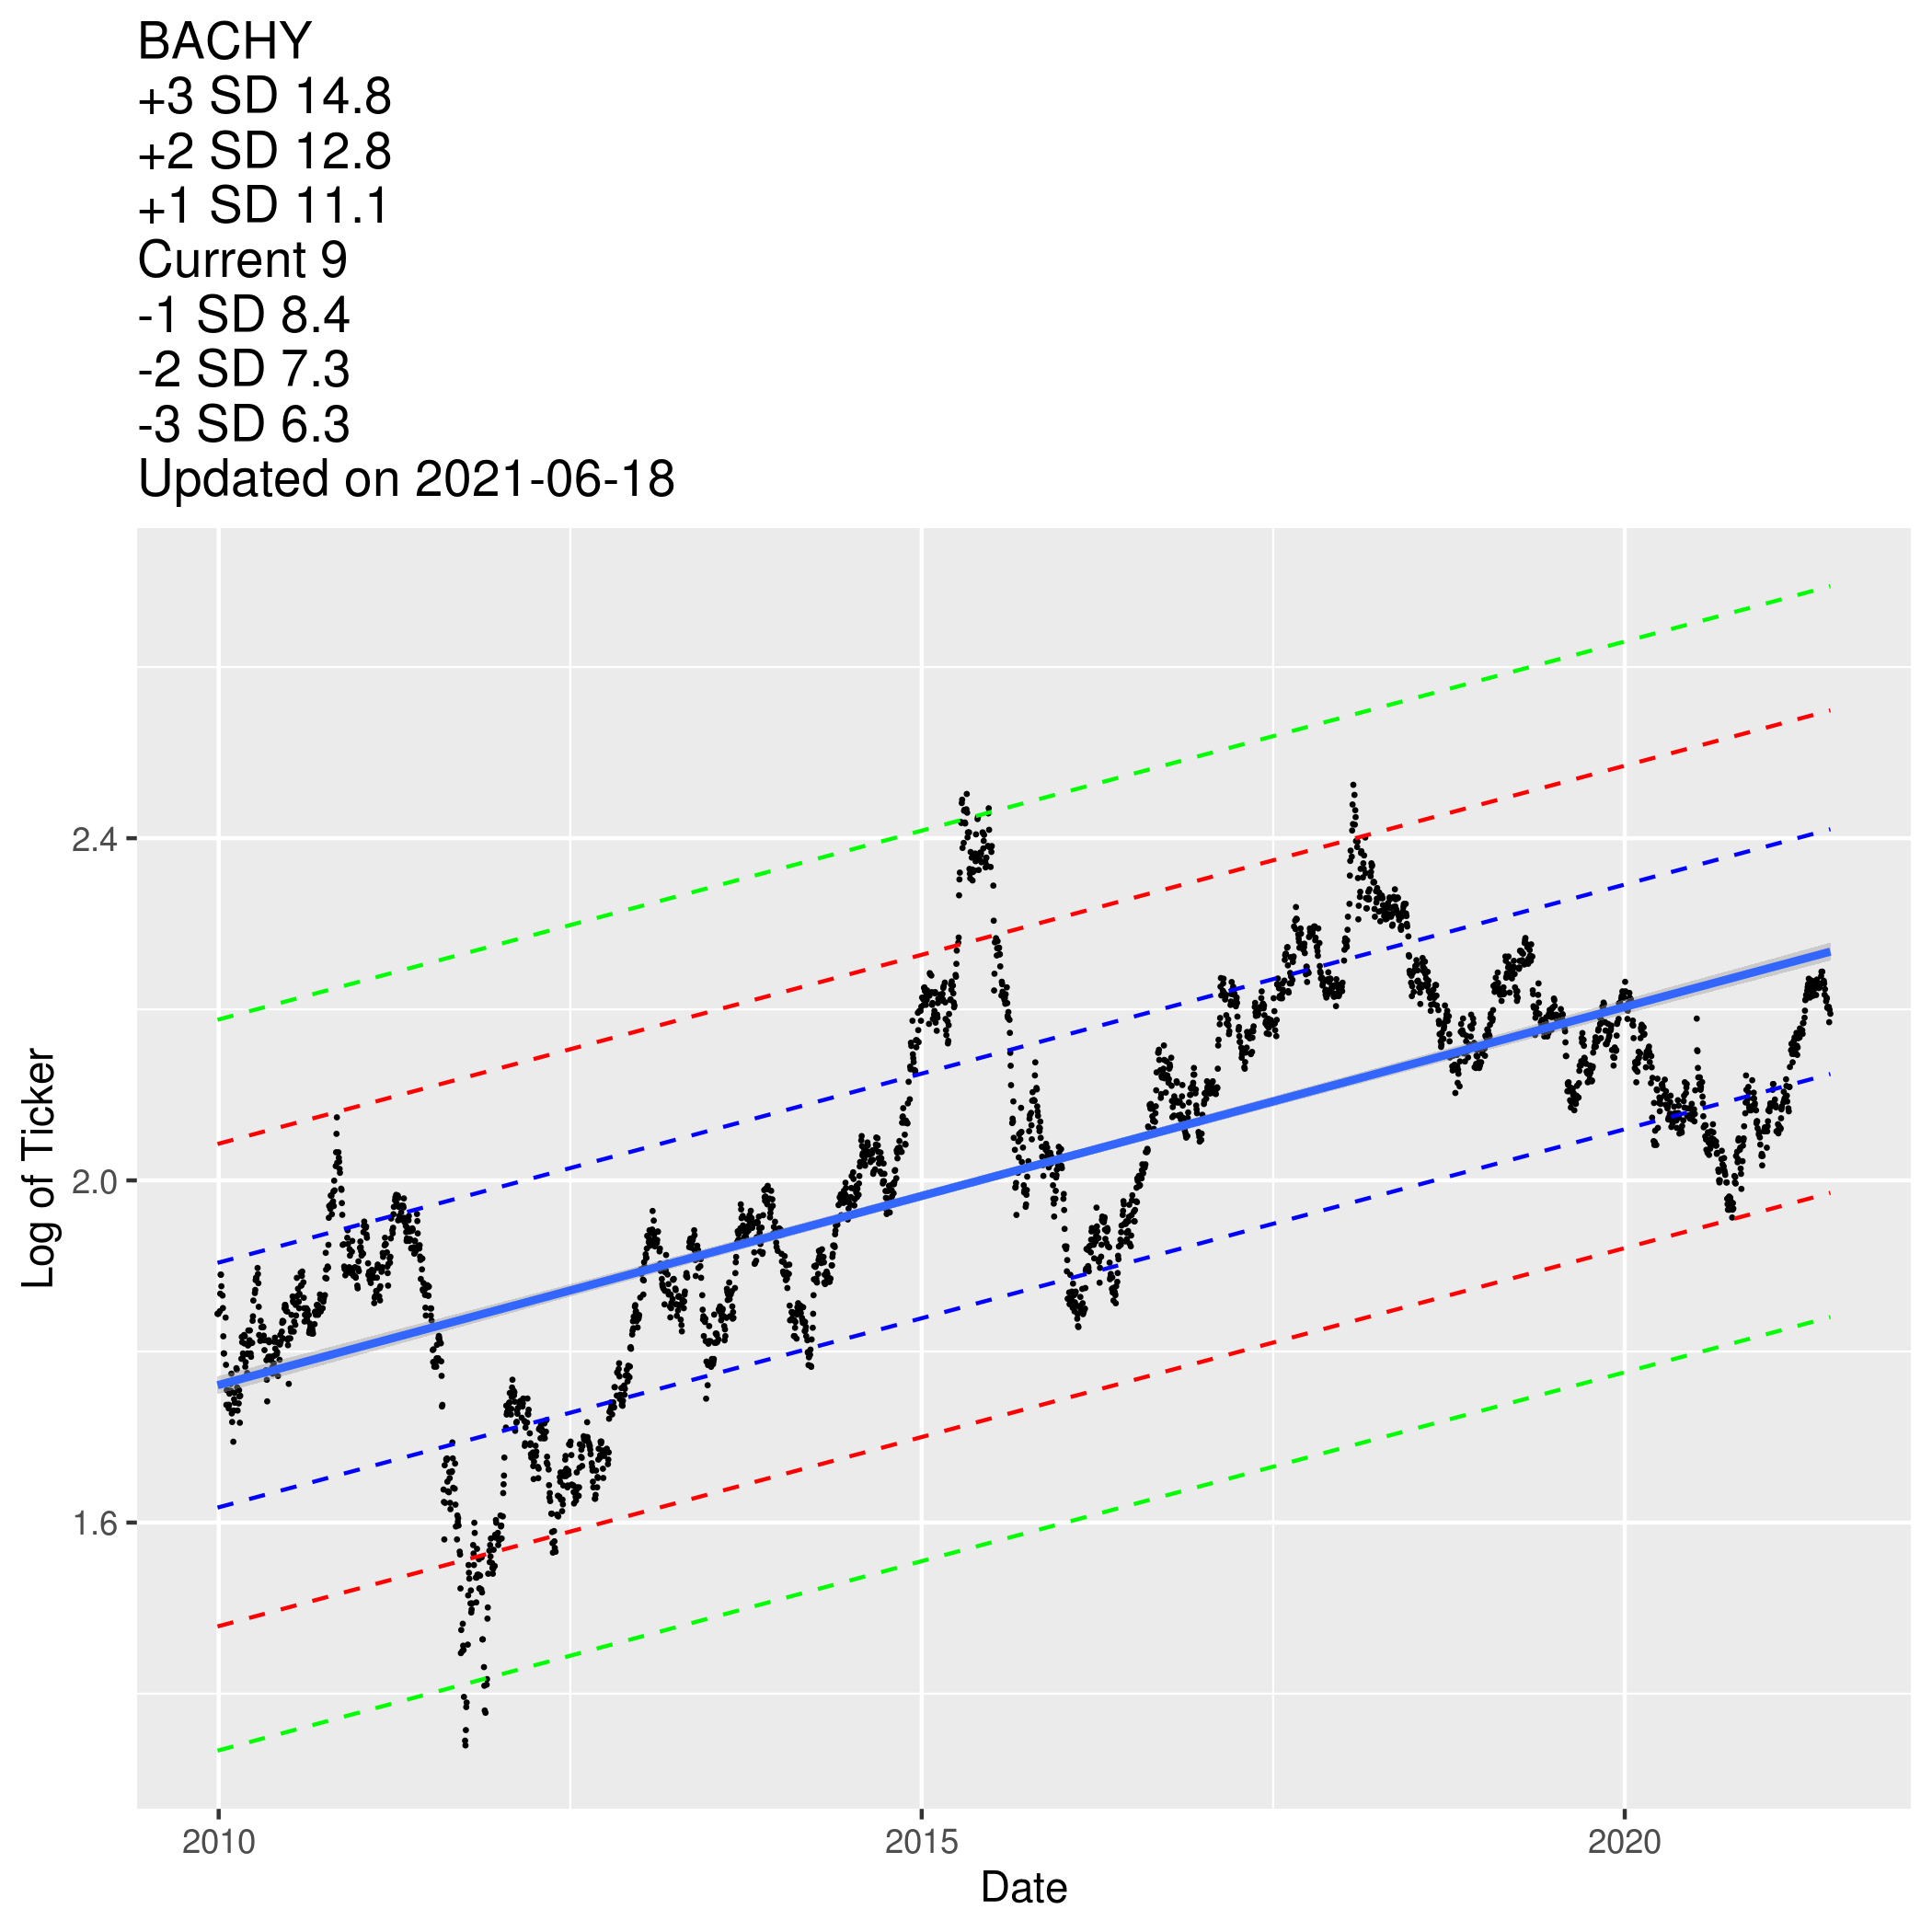 BACHY
+3 SD 14.8
+2 SD 12.8
+1 SD 11.1
Current 9
-1 SD 8.4
-2 SD 7.3
-3 SD 6.3
Updated on 2021-06-18
Log of Ticker
2.4
2.0
1.6
2010 2015 2020
Date